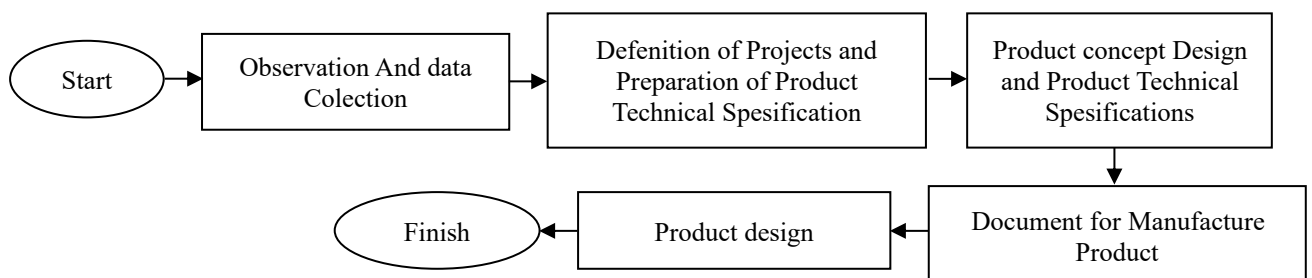 Start
Observation And data
Colection
Defenition of Projects and
Preparation of Product
Technical Spesification
Product concept Design
and Product Technical
Spesifications
Document for Manufacture
Product
Product design
Finish